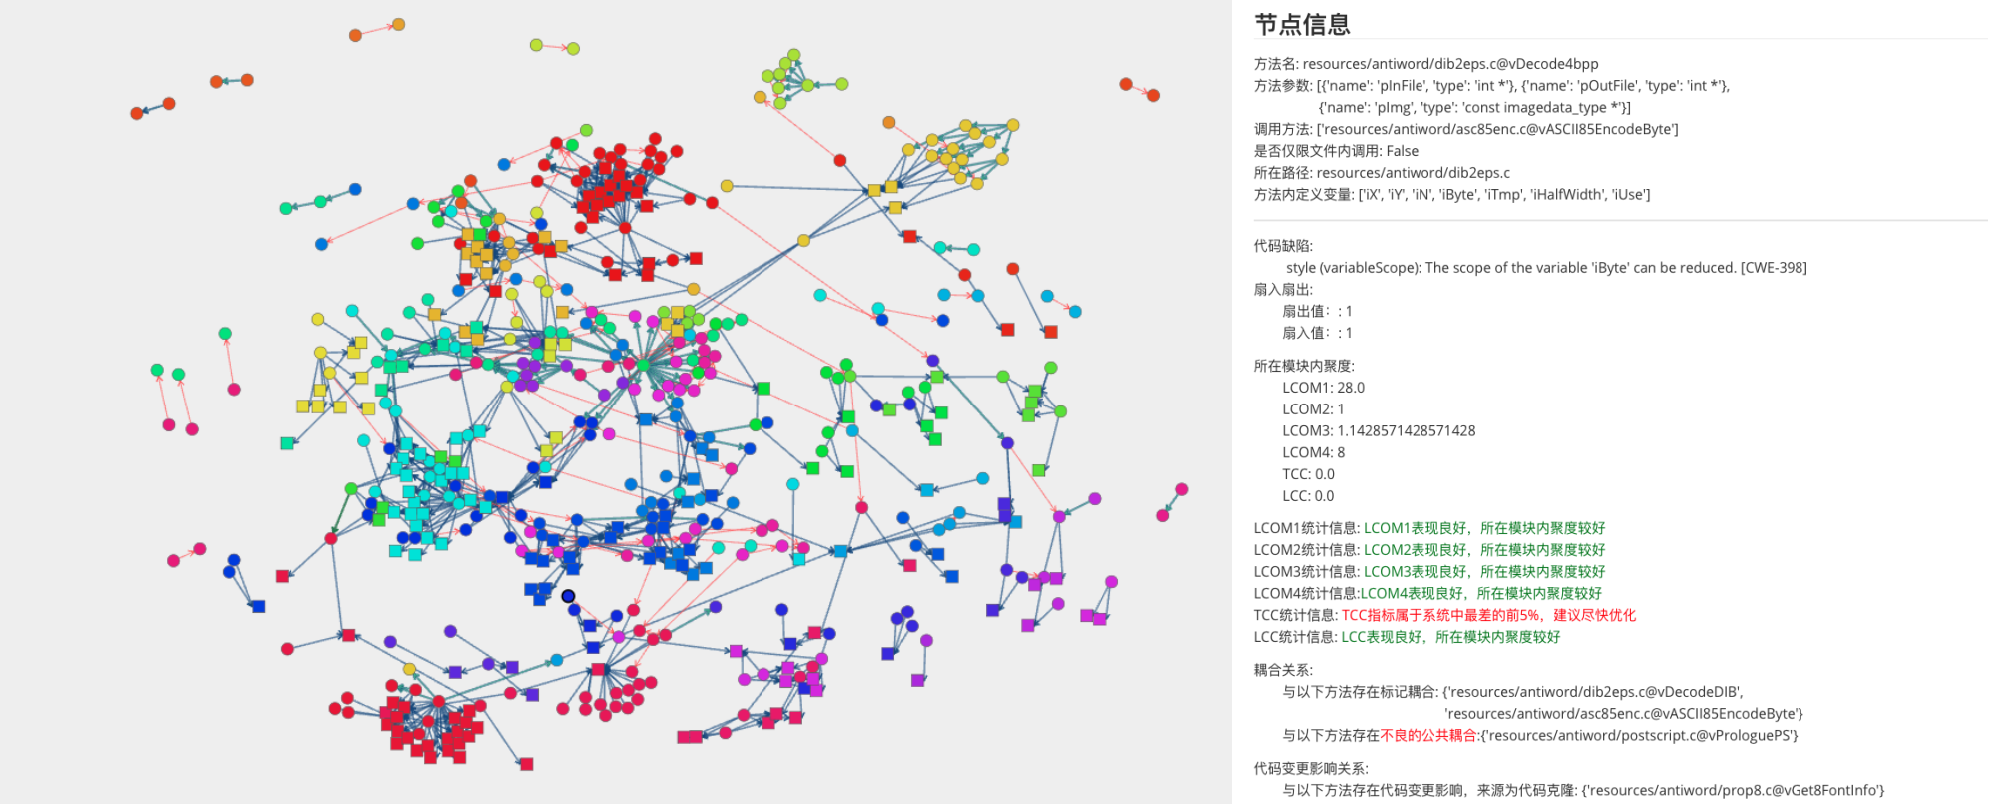 节点信息
方法名: resources/antiword/dib2eps.c@vDecode4bpp
方法参数: [{'name': 'pInFile', 'type': 'int *'}, {'name': 'pOutFile', 'type': 'int *'},
{'name': 'pImg', 'type': 'const imagedata_type *'}]
调用方法: ['resources/antiword/asc85enc.c@vASCII85EncodeByte']
是否仅限文件内调用: False
所在路径: resources/antiword/dib2eps.c
方法内定义变量: ['iX', 'iY', 'iN', 'iByte', 'iTmp', 'iHalfWidth', 'iUse']
代码缺陷:
style (variableScope): The scope of the variable 'iByte' can be reduced. [CWE-398]
扇入扇出:
扇出值: : 1
扇入值: : 1
所在模块内聚度:
LCOM1: 28.0
LCOM2: 1
LCOM3: 1.1428571428571428
LCOM4: 8
TCC: 0.0
LCC: 0.0
LCOM1统计信息: LCOM1表现良好，所在模块内聚度较好
LCOM2统计信息: LCOM2表现良好，所在模块内聚度较好
LCOM3统计信息: LCOM3表现良好，所在模块内聚度较好
LCOM4统计信息:LCOM4表现良好，所在模块内聚度较好
TCC统计信息: TCC指标属于系统中最差的前5%，建议尽快优化
LCC统计信息: LCC表现良好，所在模块内聚度较好
耦合关系:
与以下方法存在标记耦合: {'resources/antiword/dib2eps.c@vDecodeDIB',
'resources/antiword/asc85enc.c@vASCII85EncodeByte'}
与以下方法存在不良的公共耦合:{'resources/antiword/postscript.c@vProloguePS'}
代码变更影响关系:
与以下方法存在代码变更影响，来源为代码克隆: {'resources/antiword/prop8.c@vGet8FontInfo'}